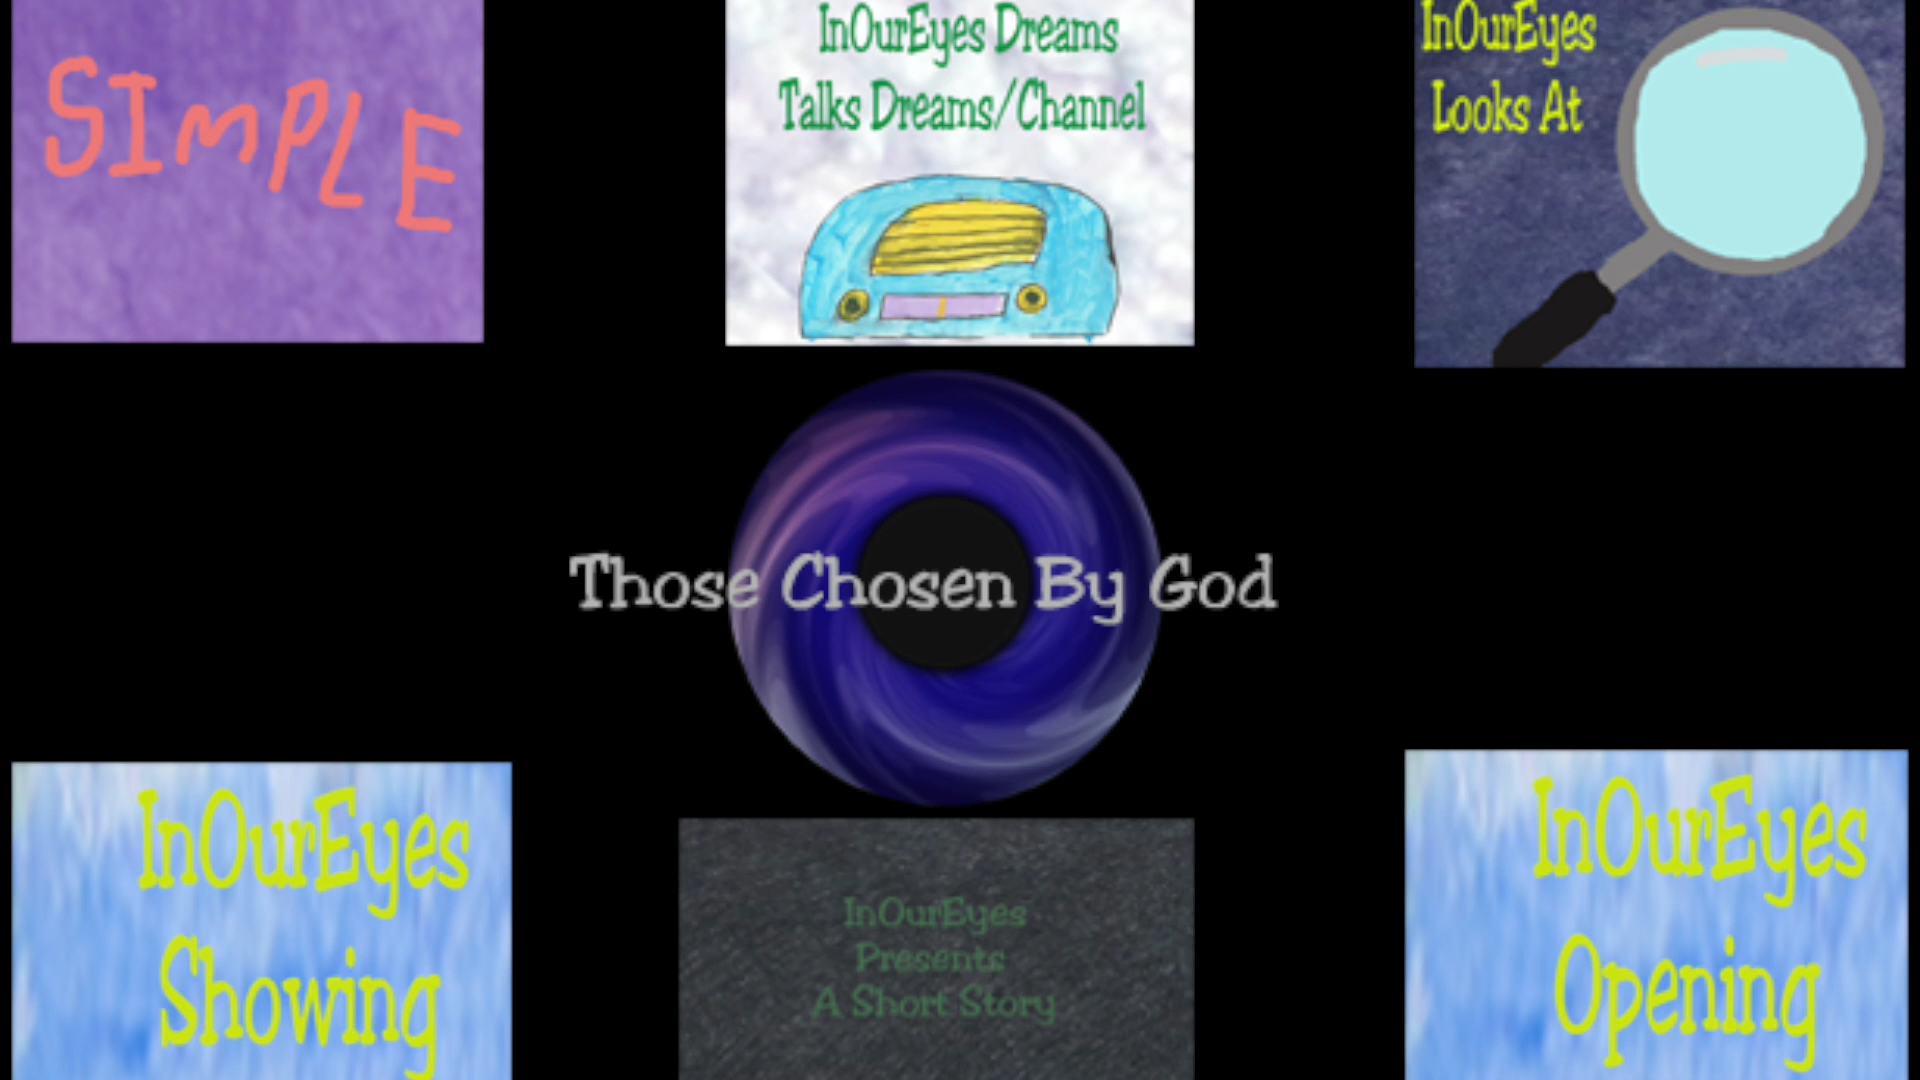 SIMPLE
InOurEyes Dreams
Talks Dreams/Channel
InOurEyes
Looks At
Those Chosen By God
InOurEyes
Showing
InOurEyes
Presents
A Short Story
InOurEyes
Opening